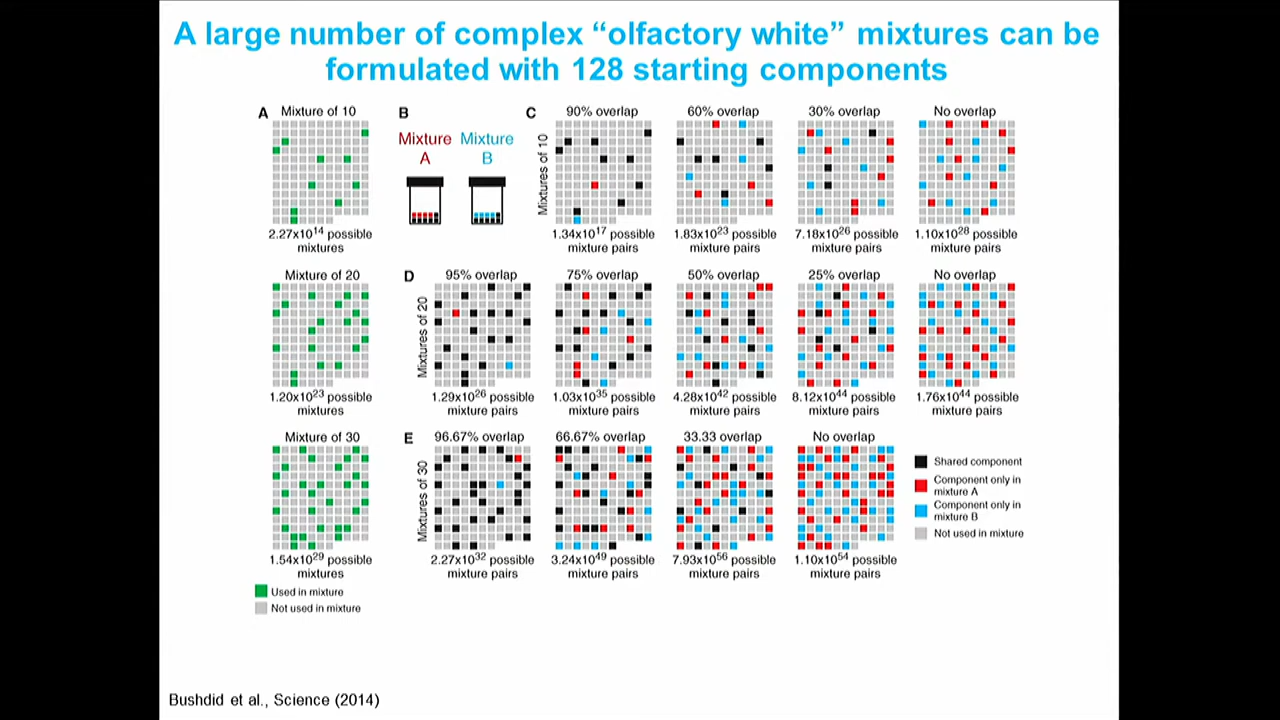 A large number of complex “olfactory white” mixtures can be
formulated with 128 starting components
A
Mixture of 10
2.27x10^14 possible
mixtures
Mixture of 20
1.20x10^23 possible
mixtures
Mixture of 30
1.54x10^29 possible
mixtures
Used in mixture
Not used in mixture
B
Mixture A
Mixture B
C
Mixtures of 10
90% overlap
1.34x10^17 possible
mixture pairs
60% overlap
1.83x10^23 possible
mixture pairs
30% overlap
7.18x10^26 possible
mixture pairs
No overlap
1.10x10^28 possible
mixture pairs
D
Mixtures of 20
95% overlap
1.29x10^26 possible
mixture pairs
75% overlap
1.03x10^35 possible
mixture pairs
50% overlap
4.28x10^42 possible
mixture pairs
25% overlap
8.12x10^44 possible
mixture pairs
No overlap
1.76x10^44 possible
mixture pairs
E
Mixtures of 30
96.67% overlap
2.27x10^32 possible
mixture pairs
66.67% overlap
3.24x10^49 possible
mixture pairs
33.33 overlap
7.93x10^56 possible
mixture pairs
No overlap
1.10x10^54 possible
mixture pairs
Shared component
Component only in
mixture A
Component only in
mixture B
Not used in mixture
Bushdid et al., Science (2014)